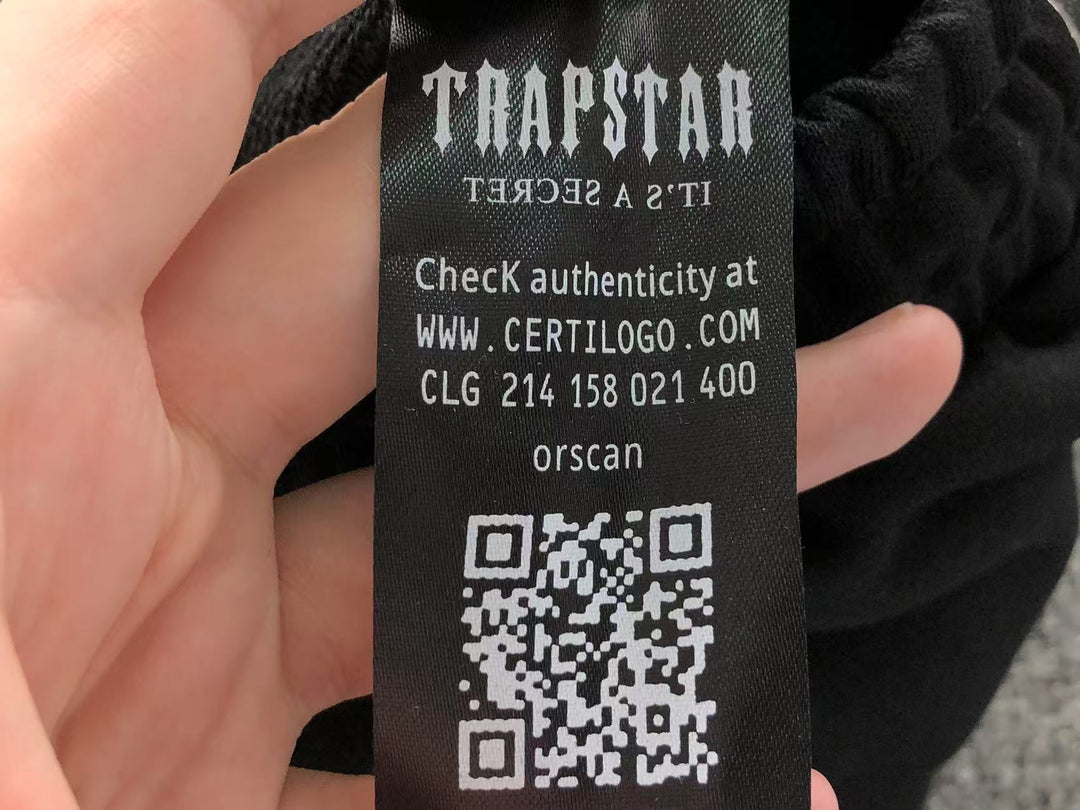 TRAPSTAR
IT'S A SECRET
ChecK authenticity at
WWW.CERTILOGO.COM
CLG 214 158 021 400
orscan